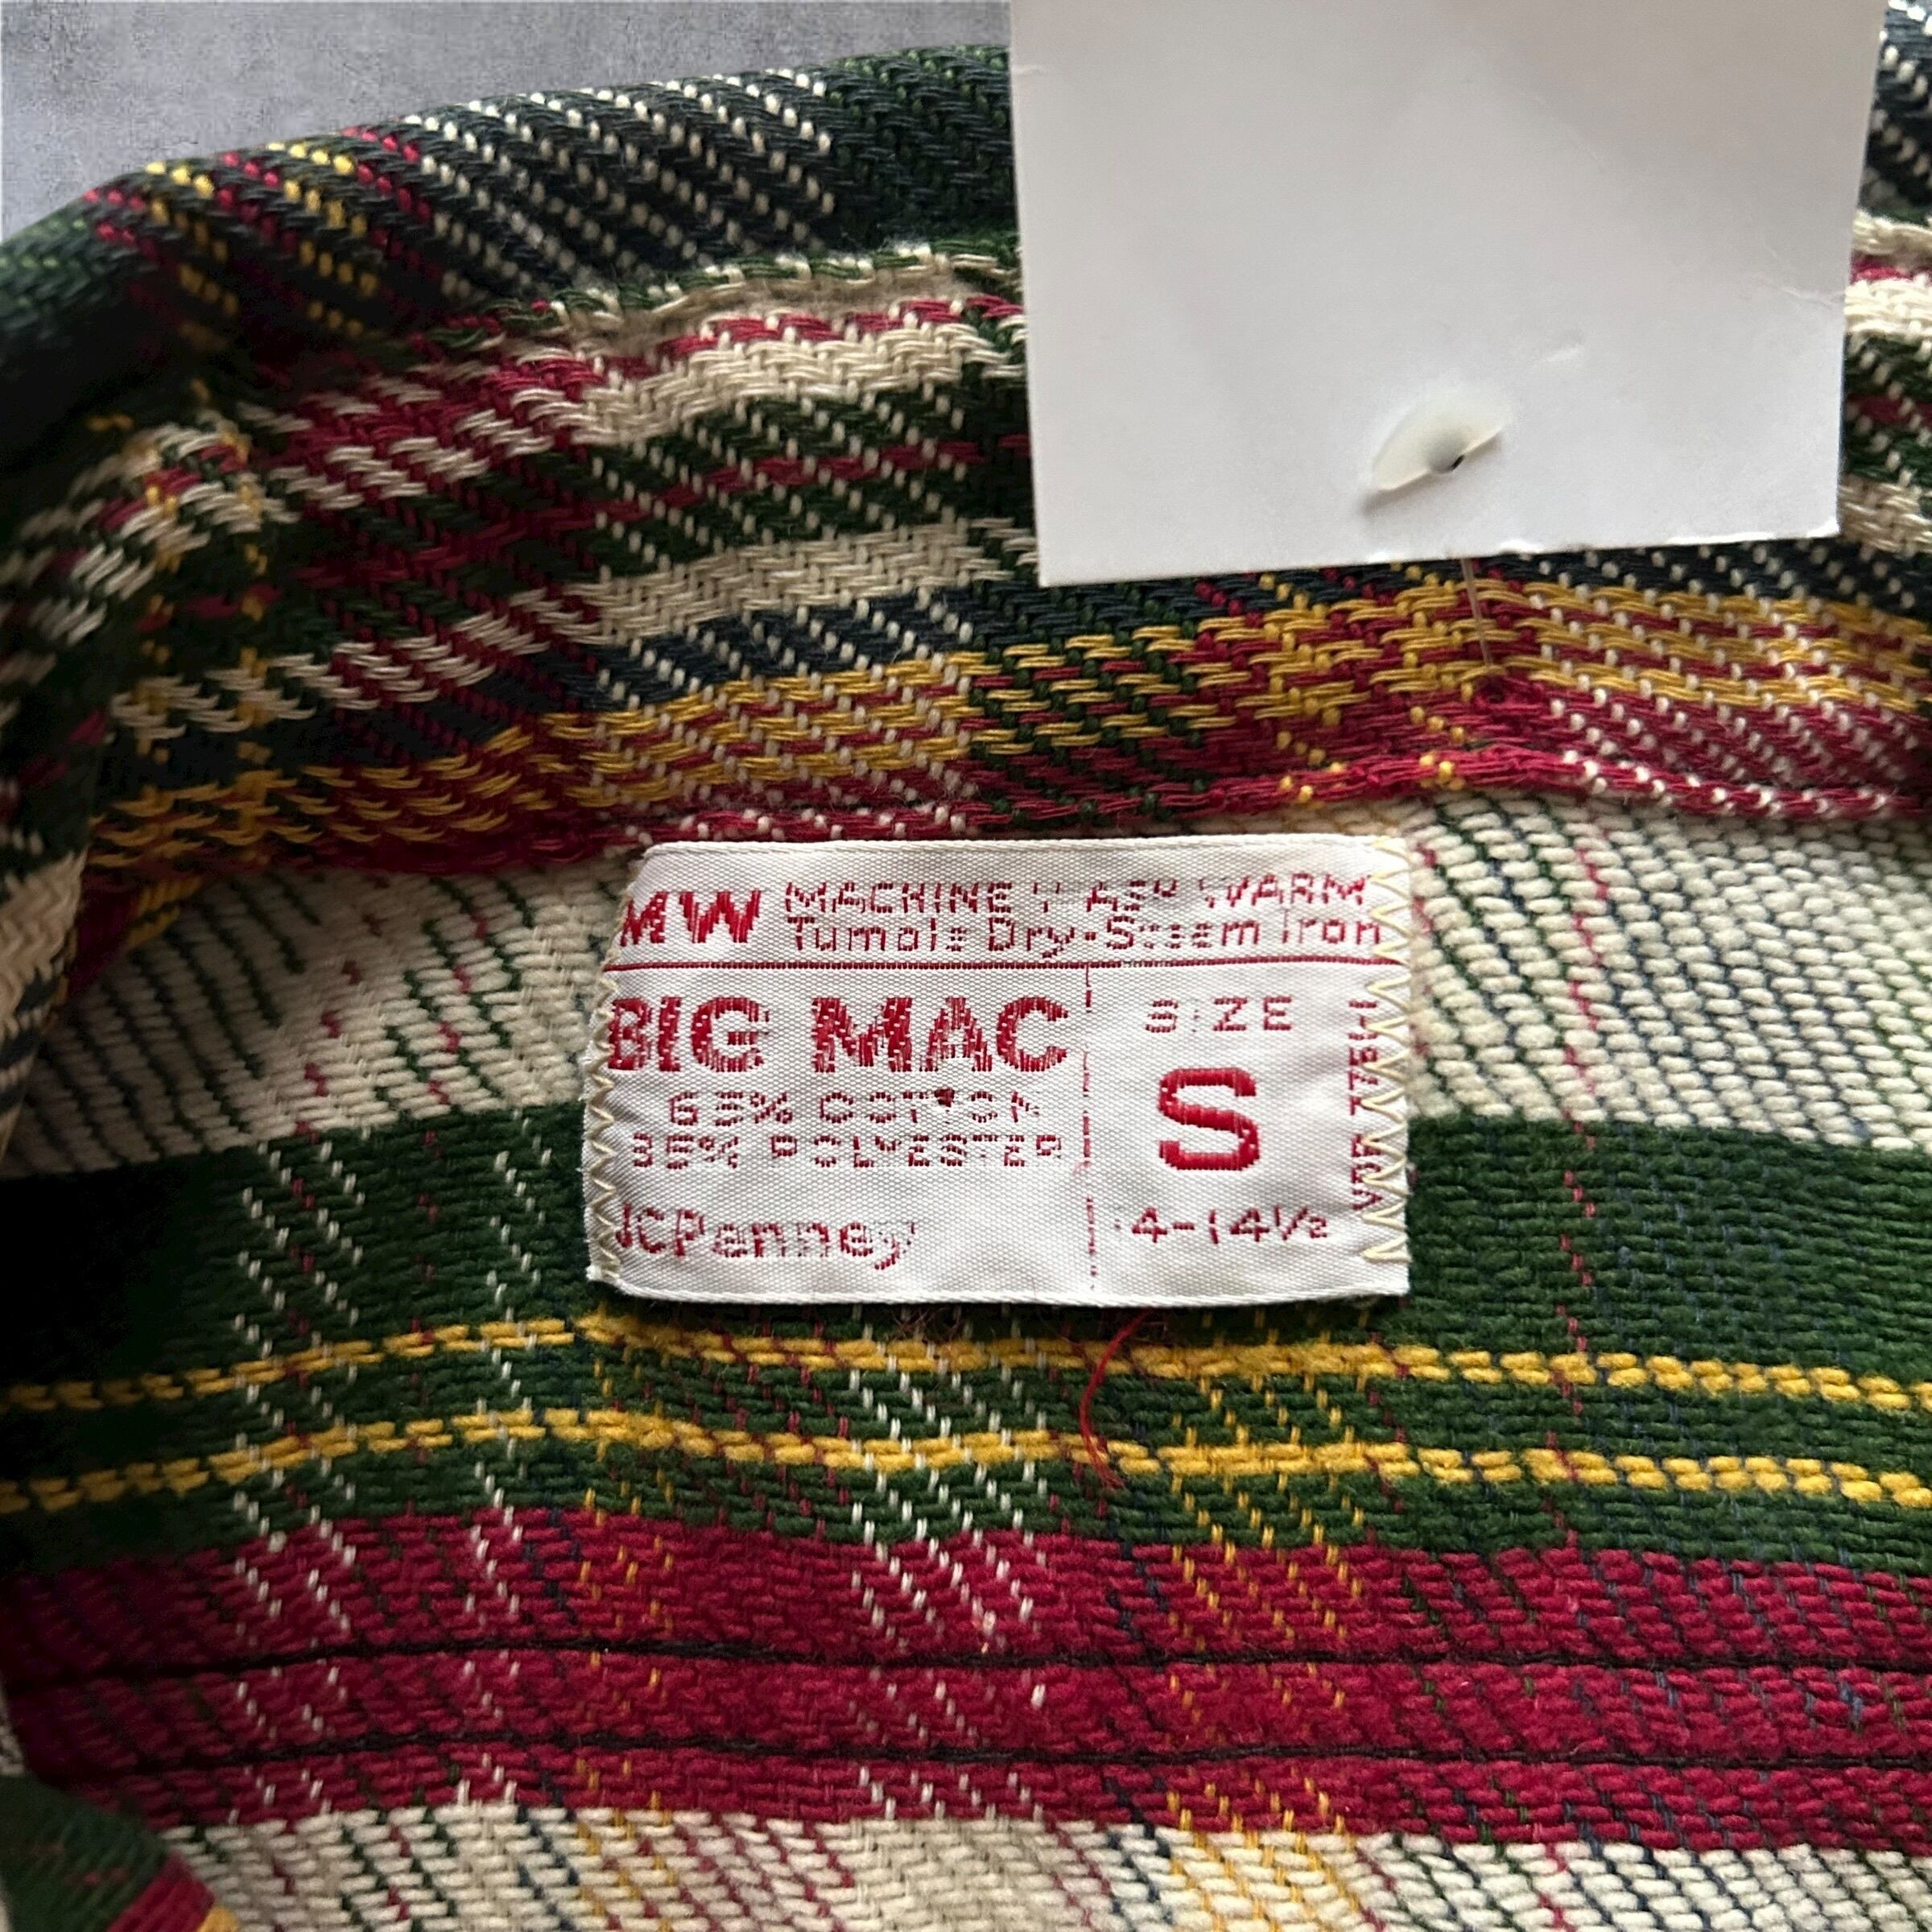 MW MACHINE WASH WARM
Tumble Dry-Steam Iron
BIG MAC
65% COTTON
35% POLYESTER
JCPenney
SIZE
S
14-14½